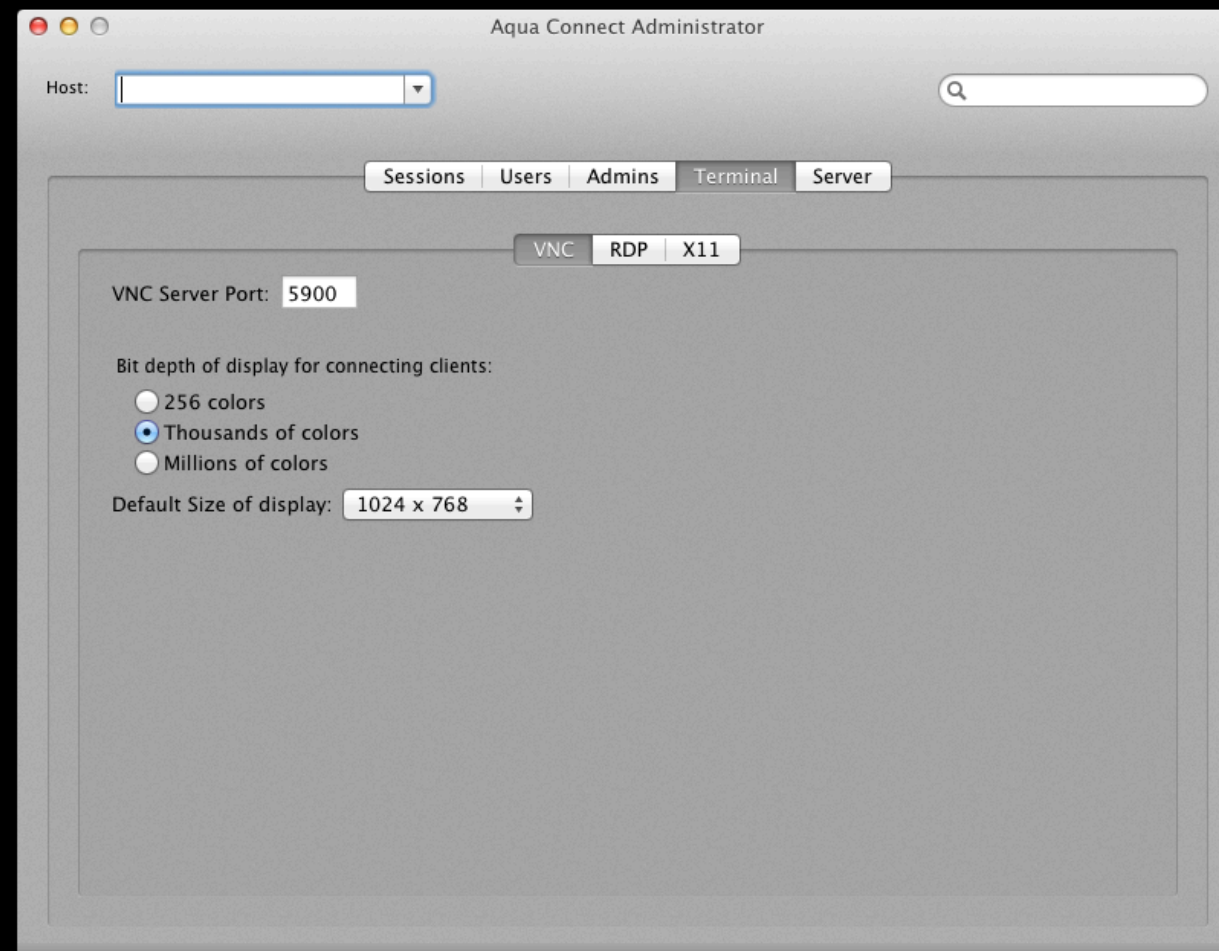 Aqua Connect Administrator
Host:
Sessions Users Admins Terminal Server
VNC RDP X11
VNC Server Port: 5900
Bit depth of display for connecting clients:
256 colors
Thousands of colors
Millions of colors
Default Size of display: 1024 x 768